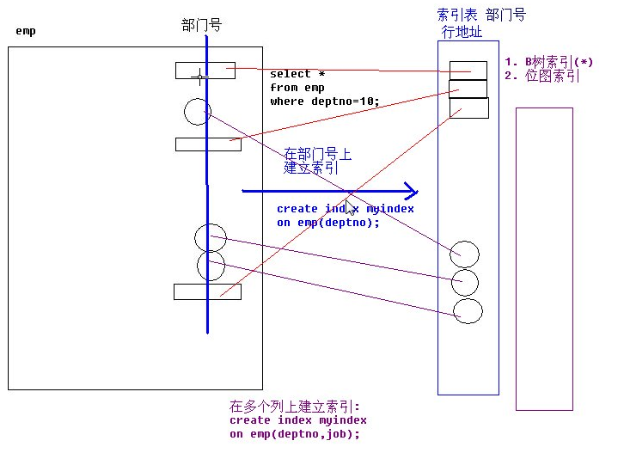 emp
部门号
索引表 部门号
行地址
1. B树索引(*)
2. 位图索引
select *
from emp
where deptno=10;
在部门号上
建立索引
create index myindex
on emp(deptno);
在多个列上建立索引:
create index myindex
on emp(deptno,job);